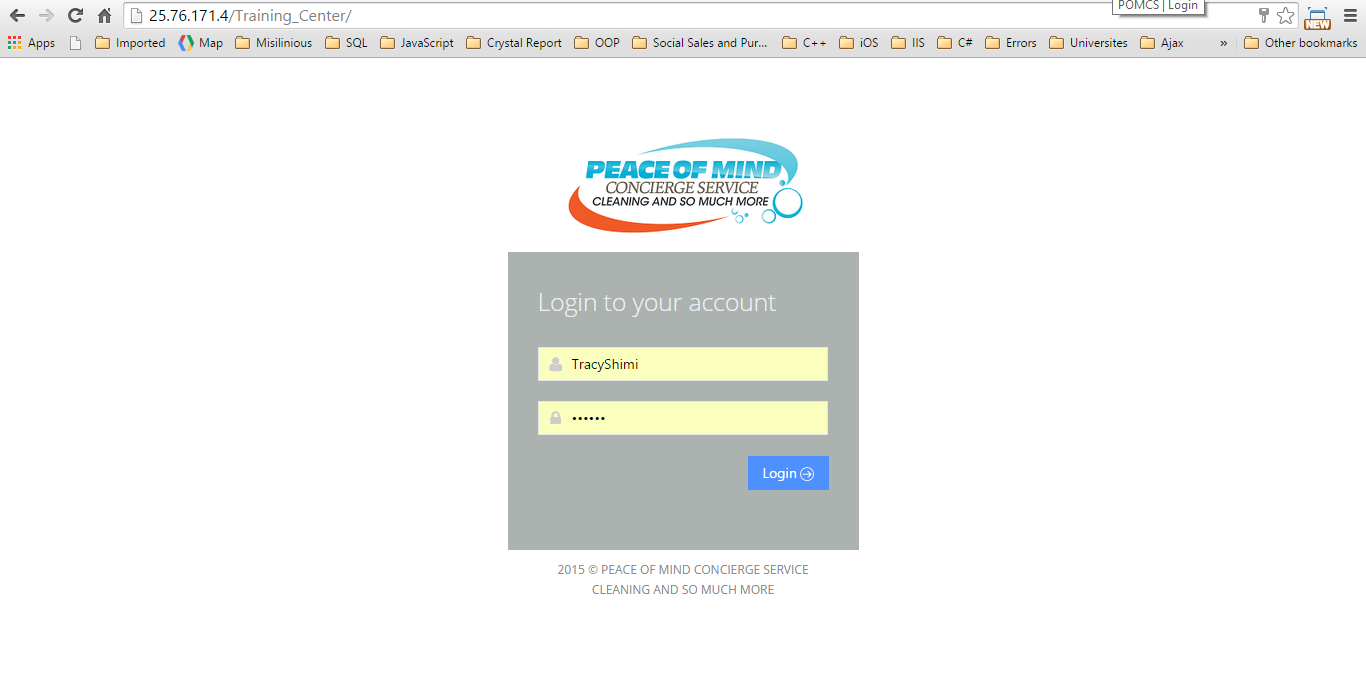 POMCS | Login
25.76.171.4/Training_Center/
NEW
Apps Imported Map Misilinious SQL JavaScript Crystal Report OOP Social Sales and Pur... C++ iOS IIS C# Errors Universites Ajax » Other bookmarks
PEACE OF MIND
CONCIERGE SERVICE
CLEANING AND SO MUCH MORE
Login to your account
TracyShimi
••••••
Login
2015 © PEACE OF MIND CONCIERGE SERVICE
CLEANING AND SO MUCH MORE